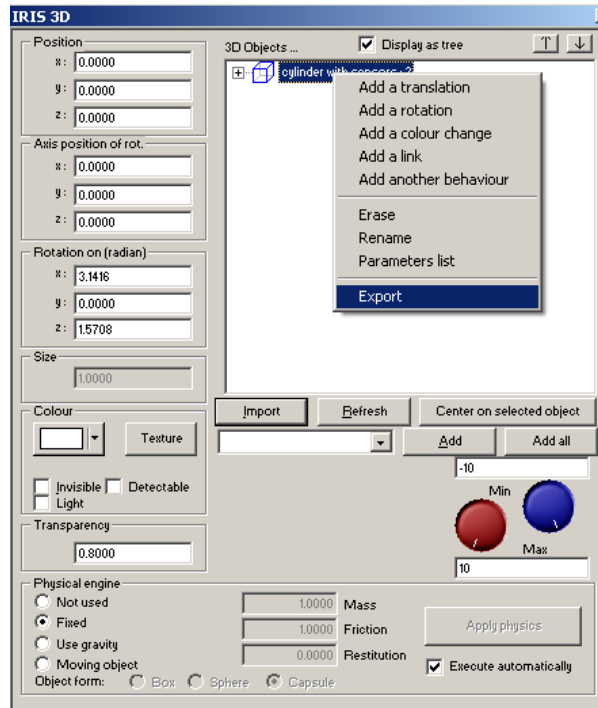 IRIS 3D
Position
x: 0.0000
y: 0.0000
z: 0.0000
Axis position of rot.
x: 0.0000
y: 0.0000
z: 0.0000
Rotation on (radian)
x: 3.1416
y: 0.0000
z: 1.5708
Size
1.0000
Colour
Texture
Invisible Detectable
Light
Transparency
0.8000
3D Objects ... Display as tree
cylinder with
Add a translation
Add a rotation
Add a colour change
Add a link
Add another behaviour
Erase
Rename
Parameters list
Export
Import Refresh Center on selected object
Add Add all
-10
Min
Max
10
Physical engine
Not used
Fixed
Use gravity
Moving object
1.0000 Mass
1.0000 Friction
0.0000 Restitution
Apply physics
Execute automatically
Object form: Box Sphere Capsule